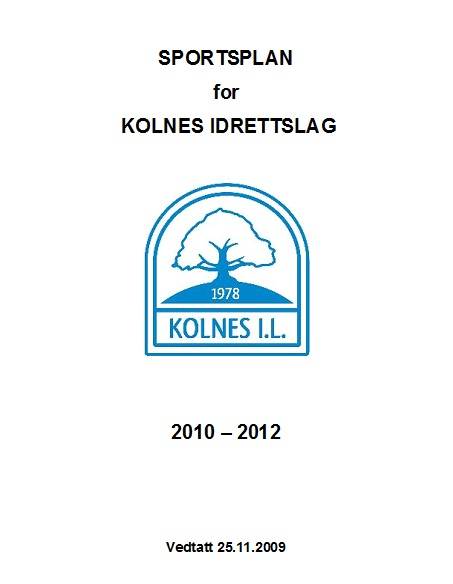 SPORTSPLAN
for
KOLNES IDRETTSLAG
1978
KOLNES I.L.
2010 – 2012
Vedtatt 25.11.2009